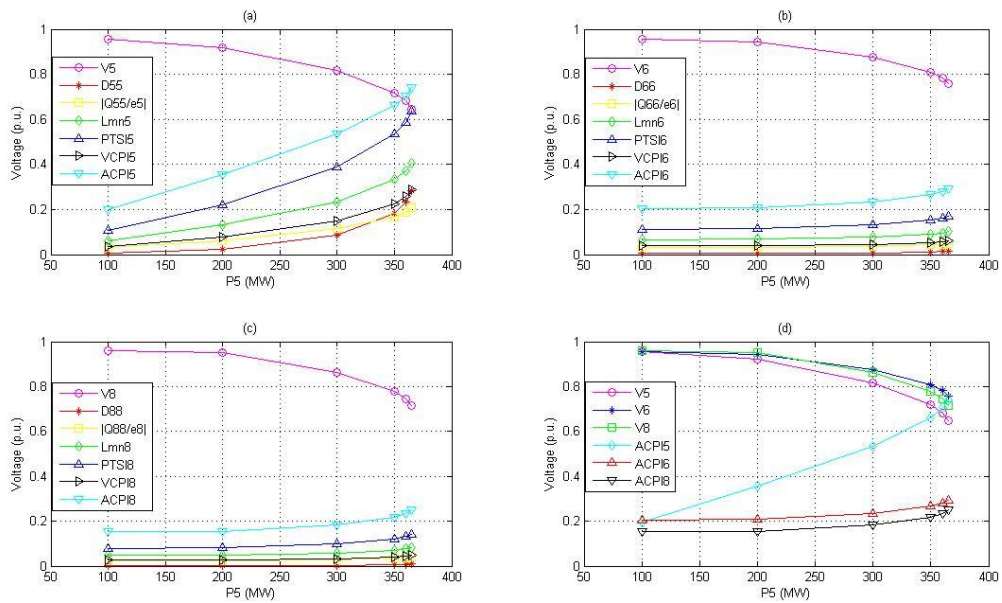 (a)
1
0.8
0.6
0.4
0.2
0
Voltage (p.u.)
V5
D55
|Q55/e5|
Lmn5
PTSI5
VCPI5
ACPI5
50 100 150 200 250 300 350 400
P5 (MW)
(b)
1
0.8
0.6
0.4
0.2
0
Voltage (p.u.)
V6
D66
|Q66/e6|
Lmn6
PTSI6
VCPI6
ACPI6
50 100 150 200 250 300 350 400
P5 (MW)
(c)
1
0.8
0.6
0.4
0.2
0
Voltage (p.u.)
V8
D88
|Q88/e8|
Lmn8
PTSI8
VCPI8
ACPI8
50 100 150 200 250 300 350 400
P5 (MW)
(d)
1
0.8
0.6
0.4
0.2
0
Voltage (p.u.)
V5
V6
V8
ACPI5
ACPI6
ACPI8
50 100 150 200 250 300 350 400
P5 (MW)